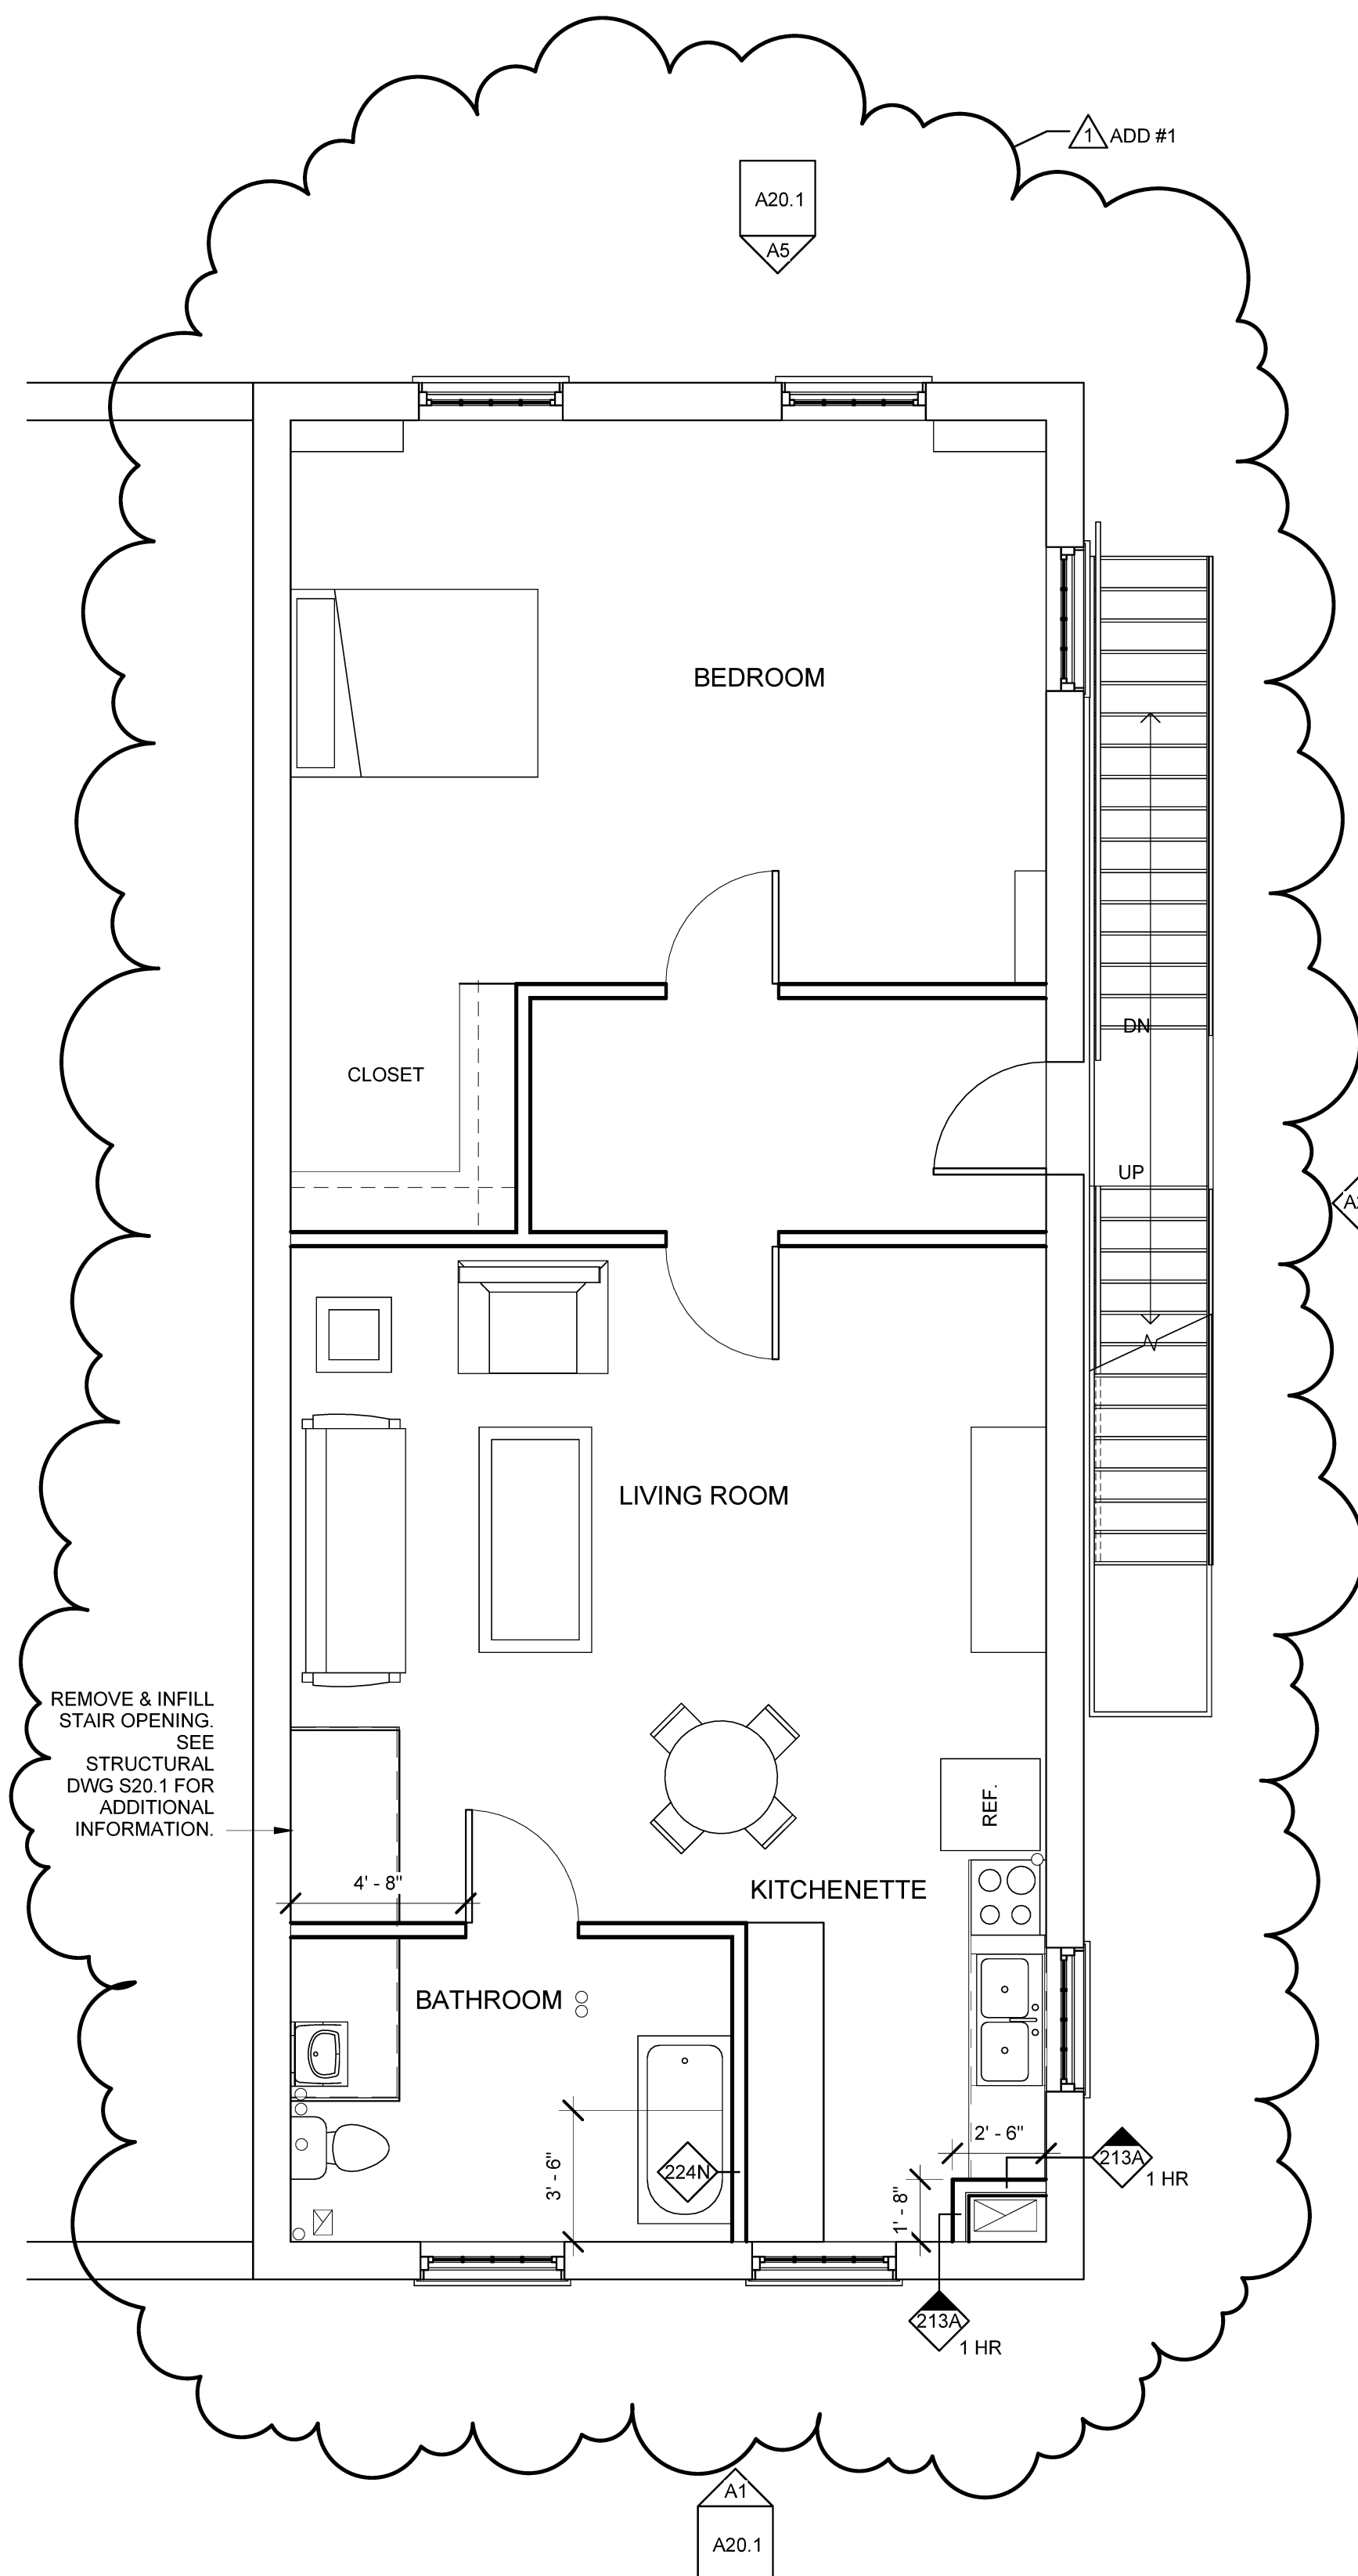 1 ADD #1
A20.1
A5
BEDROOM
DN
CLOSET
UP
LIVING ROOM
REMOVE & INFILL
STAIR OPENING.
SEE
STRUCTURAL
DWG S20.1 FOR
ADDITIONAL
INFORMATION.
REF.
4' - 8"
KITCHENETTE
BATHROOM
2' - 6"
3' - 6"
224N
213A
1 HR
1' - 8"
213A
1 HR
A1
A20.1